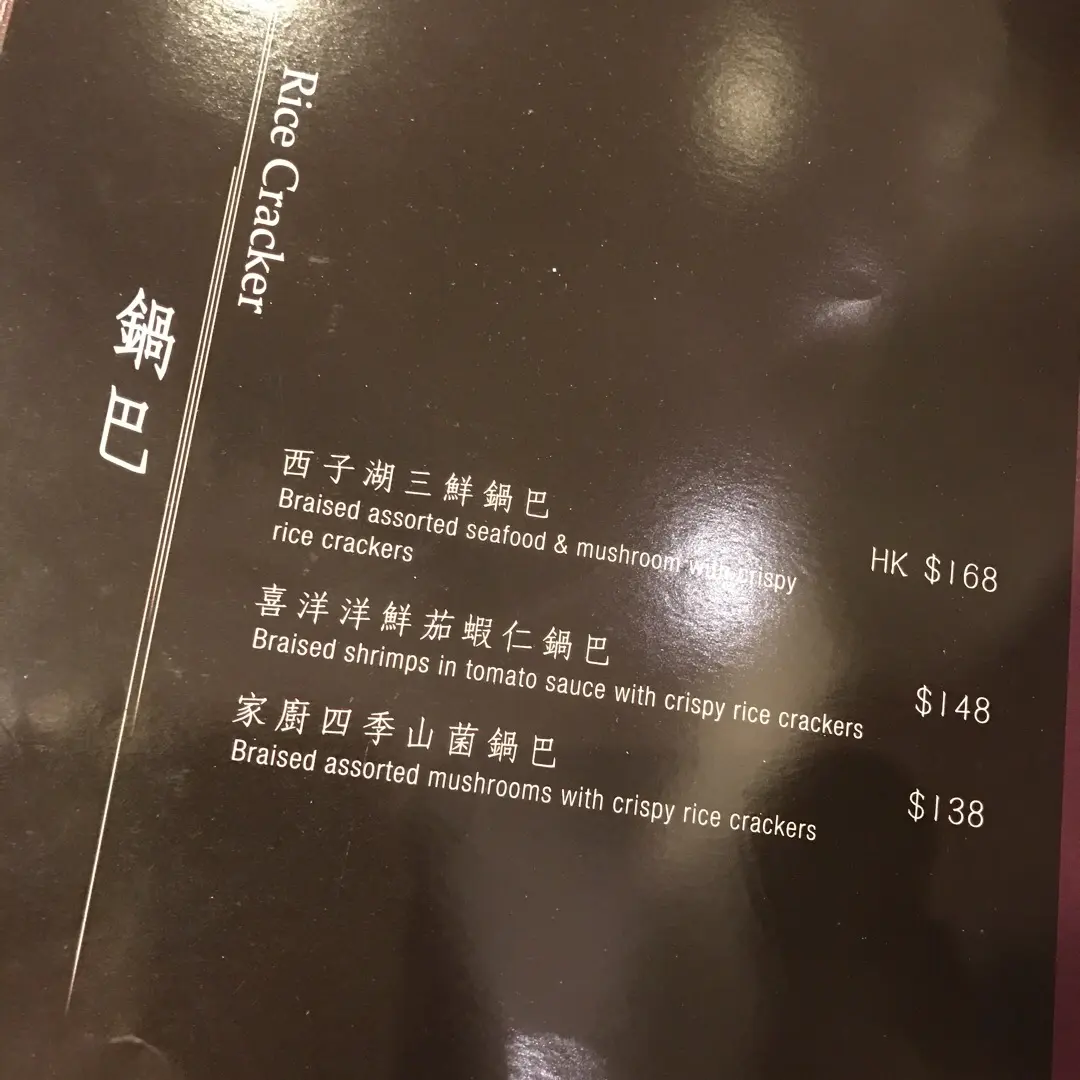 Rice Cracker
鍋巴
西子湖三鮮鍋巴
Braised assorted seafood & mushroom with crispy
rice crackers
HK $168
喜洋洋鮮茄蝦仁鍋巴
Braised shrimps in tomato sauce with crispy rice crackers
$148
家廚四季山菌鍋巴
Braised assorted mushrooms with crispy rice crackers
$138